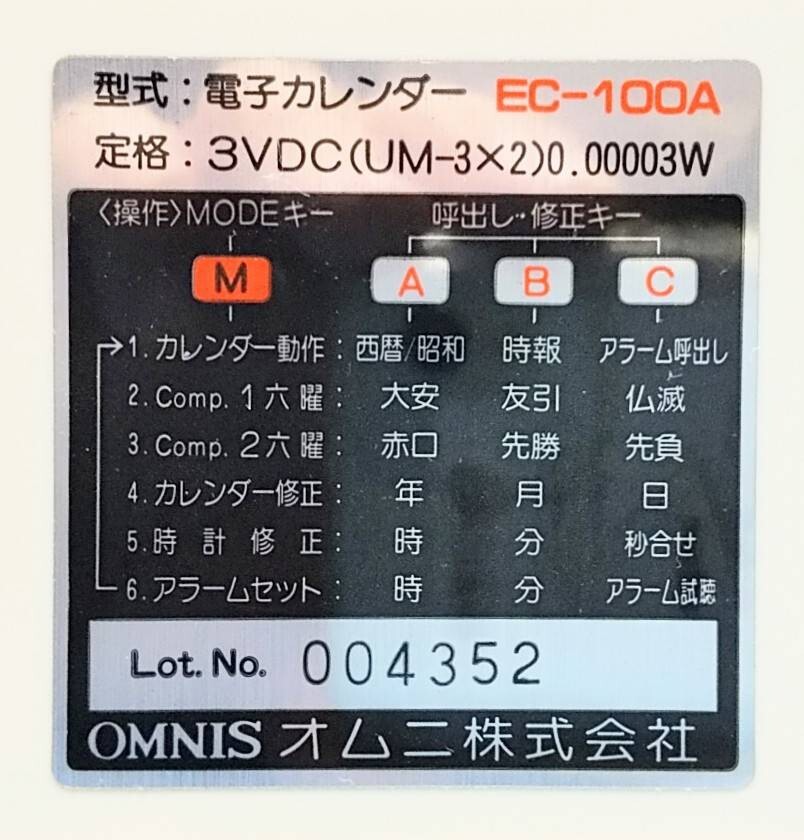 型式：電子カレンダー EC-100A
定格：3VDC(UM-3×2)0.00003W
〈操作〉MODEキー 呼出し・修正キー
M A B C
1.カレンダー動作：西暦/昭和 時報 アラーム呼出し
2.Comp.1六曜：大安 友引 仏滅
3.Comp.2六曜：赤口 先勝 先負
4.カレンダー修正：年 月 日
5.時計修正：時 分 秒合せ
6.アラームセット：時 分 アラーム試聴
Lot.No. 004352
OMNIS オムニ株式会社